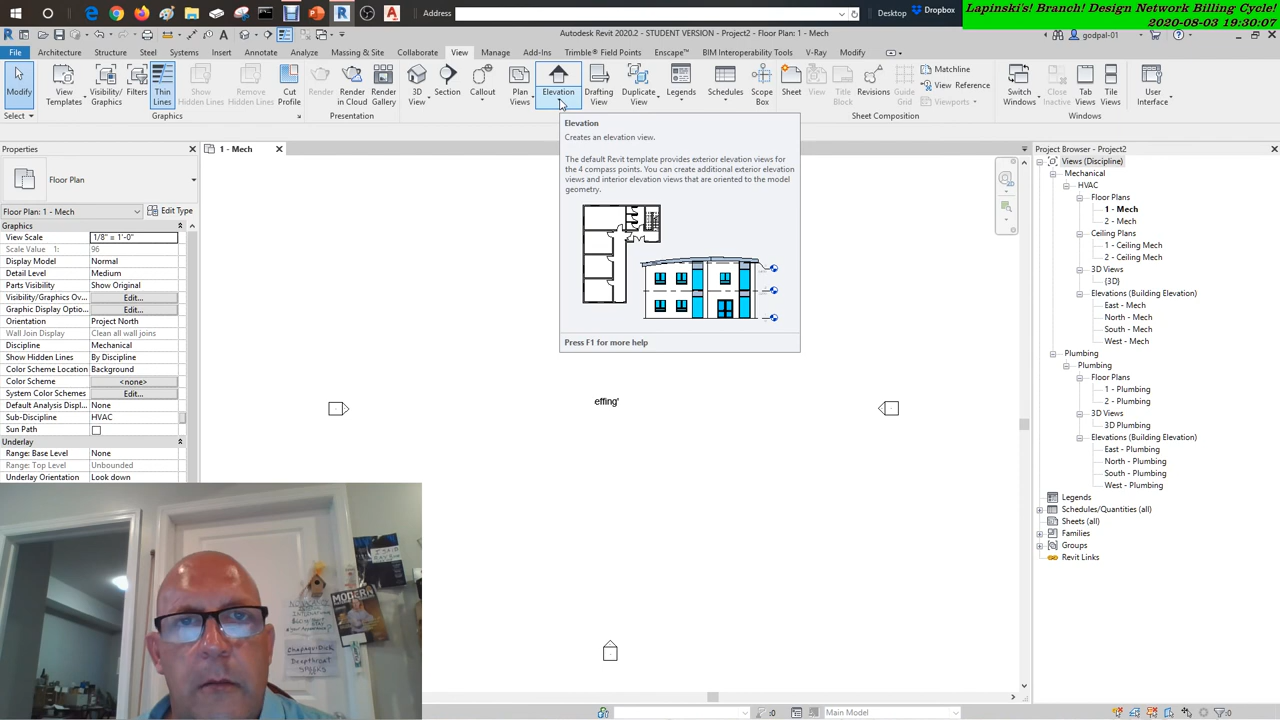 Address
Desktop
Dropbox
Lapinski's! Branch! Design Network Billing Cycle!
2020-08-03 19:30:07
Autodesk Revit 2020.2 - STUDENT VERSION - Project2 - Floor Plan: 1 - Mech
godpal-01
File Architecture Structure Steel Systems Insert Annotate Analyze Massing & Site Collaborate View Manage Add-Ins Trimble® Field Points Enscape™ BIM Interoperability Tools V-Ray Modify
Modify
View Templates
Visibility/ Graphics
Filters
Thin Lines
Show Hidden Lines
Remove Hidden Lines
Cut Profile
Render
Render in Cloud
Render Gallery
3D View
Section
Callout
Plan Views
Elevation
Drafting View
Duplicate View
Legends
Schedules
Scope Box
Sheet
View
Title Block
Revisions
Guide Grid
Matchline
View Reference
Viewports
Switch Windows
Close Inactive
Tab Views
Tile Views
User Interface
Select
Graphics
Presentation
Sheet Composition
Windows
Elevation
Creates an elevation view.
The default Revit template provides exterior elevation views for
the 4 compass points. You can create additional exterior elevation
views and interior elevation views that are oriented to the model
geometry.
Press F1 for more help
Properties
Floor Plan
Floor Plan: 1 - Mech
Edit Type
Graphics
View Scale 1/8" = 1'-0"
Scale Value 1: 96
Display Model Normal
Detail Level Medium
Parts Visibility Show Original
Visibility/Graphics Ov... Edit...
Graphic Display Optio... Edit...
Orientation Project North
Wall Join Display Clean all wall joins
Discipline Mechanical
Show Hidden Lines By Discipline
Color Scheme Location Background
Color Scheme <none>
System Color Schemes Edit...
Default Analysis Displ... None
Sub-Discipline HVAC
Sun Path
Underlay
Range: Base Level None
Range: Top Level Unbounded
Underlay Orientation Look down
1 - Mech
effing'
Project Browser - Project2
Views (Discipline)
Mechanical
HVAC
Floor Plans
1 - Mech
2 - Mech
Ceiling Plans
1 - Ceiling Mech
2 - Ceiling Mech
3D Views
{3D}
Elevations (Building Elevation)
East - Mech
North - Mech
South - Mech
West - Mech
Plumbing
Plumbing
Floor Plans
1 - Plumbing
2 - Plumbing
3D Views
3D Plumbing
Elevations (Building Elevation)
East - Plumbing
North - Plumbing
South - Plumbing
West - Plumbing
Legends
Schedules/Quantities (all)
Sheets (all)
Families
Groups
Revit Links
MODERN
:0
Main Model
:0